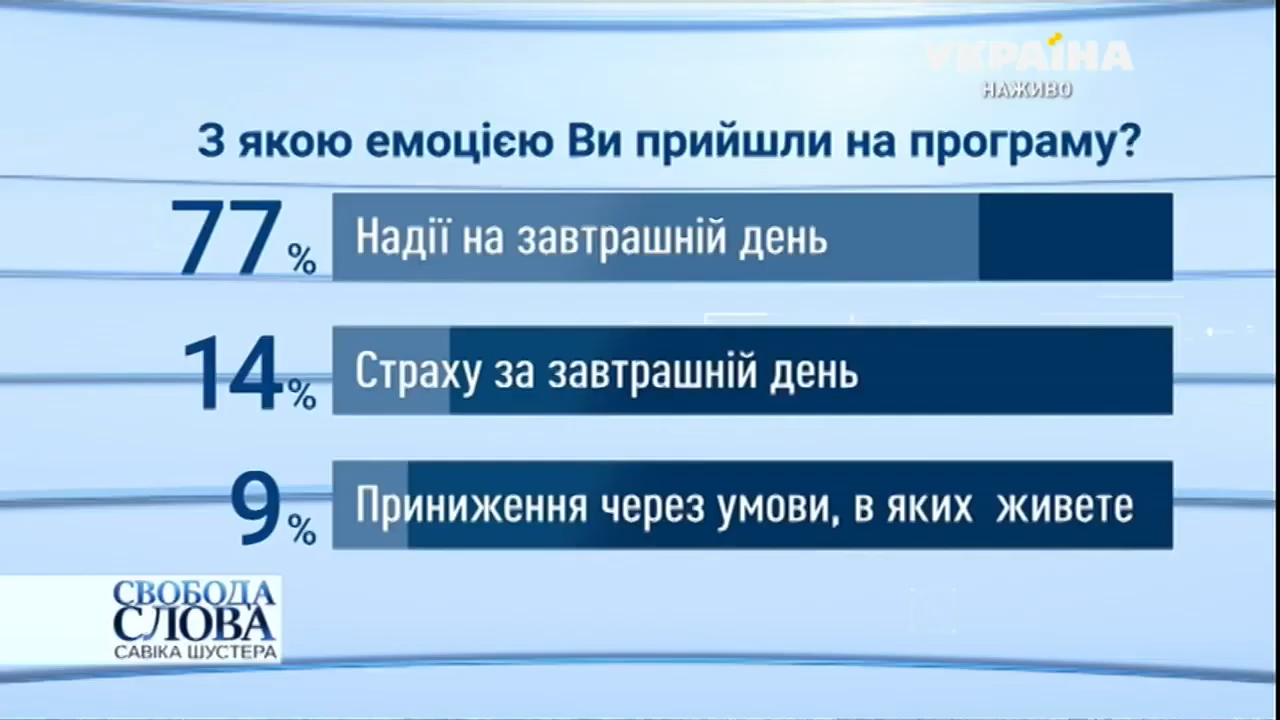 УКРАЇНА
НАЖИВО
З якою емоцією Ви прийшли на програму?
77% Надії на завтрашній день
14% Страху за завтрашній день
9% Приниження через умови, в яких живете
СВОБОДА
СЛОВА
САВІКА ШУСТЕРА